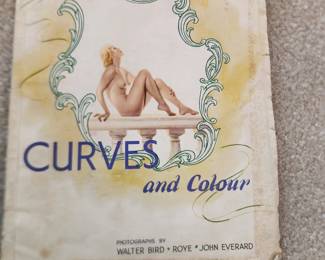 CURVES
and Colour
PHOTOGRAPHS BY
WALTER BIRD * ROYE * JOHN EVERARD